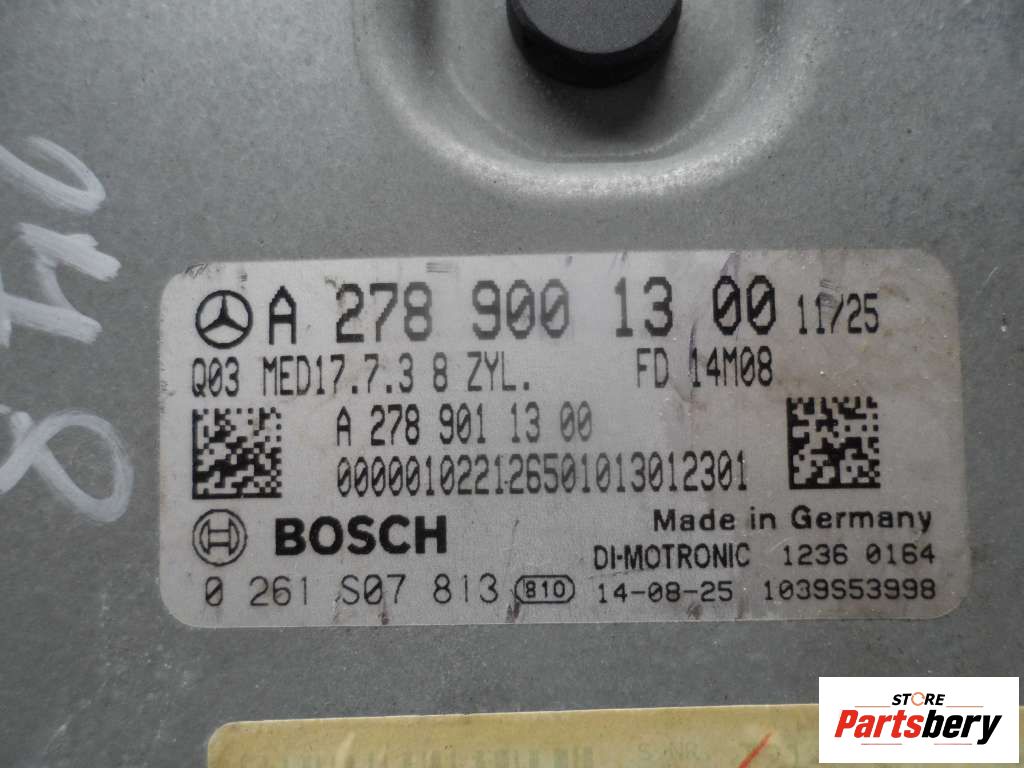 8740
A 278 900 13 00 11/25
Q03 MED17.7.3 8 ZYL. FD 14M08
A 278 901 13 00
000001022126501013012301
BOSCH Made in Germany
DI-MOTRONIC 1236 0164
0 261 S07 813 810 14-08-25 1039S53998
S.NR.
STORE
Partsbery